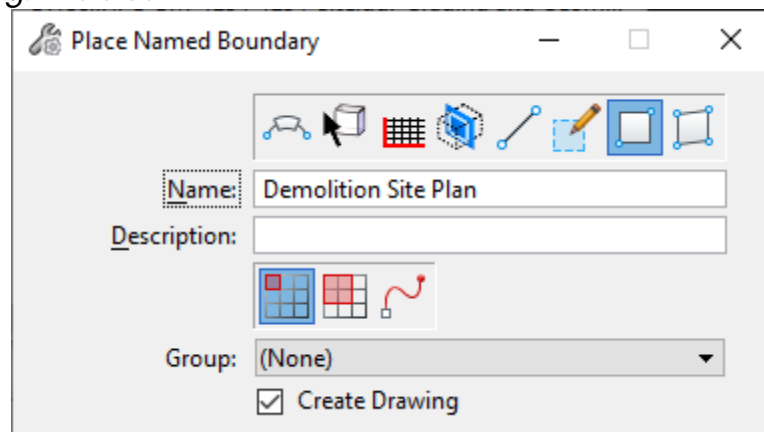 Place Named Boundary
Name: Demolition Site Plan
Description:
Group: (None)
Create Drawing